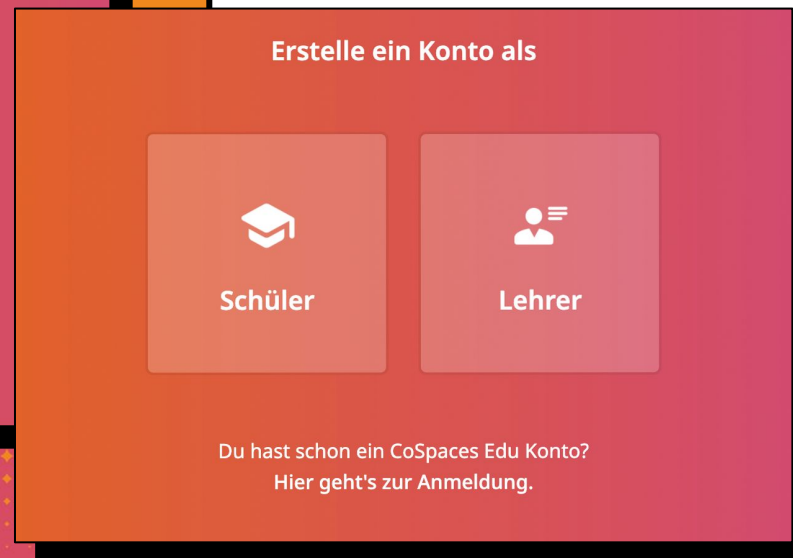 Erstelle ein Konto als
Schüler
Lehrer
Du hast schon ein CoSpaces Edu Konto?
Hier geht's zur Anmeldung.